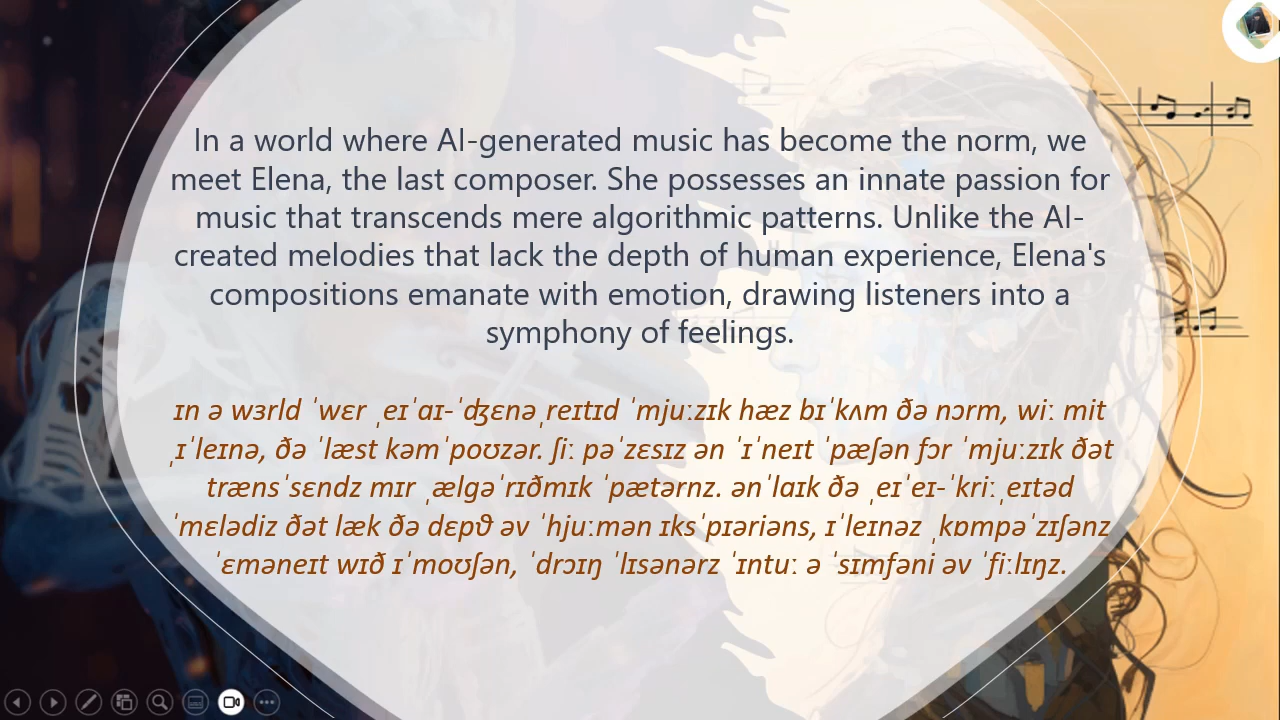 In a world where AI-generated music has become the norm, we
meet Elena, the last composer. She possesses an innate passion for
music that transcends mere algorithmic patterns. Unlike the AI-
created melodies that lack the depth of human experience, Elena's
compositions emanate with emotion, drawing listeners into a
symphony of feelings.
ɪn ə wɜrld ˈwɛr ˌeɪˈɑɪ-ˈʤɛnəˌreɪtɪd ˈmjuːzɪk hæz bɪˈkʌm ðə nɔrm, wiː mit
ˌɪˈleɪnə, ðə ˈlæst kəmˈpoʊzər. ʃiː pəˈzɛsɪz ən ˈɪˈneɪt ˈpæʃən fɔr ˈmjuːzɪk ðət
trænsˈsɛndz mɪr ˌælgəˈrɪðmɪk ˈpætərnz. ənˈlaɪk ðə ˌeɪˈeɪ-ˈkriːˌeɪtəd
ˈmɛlədiz ðət læk ðə dɛpϑ əv ˈhjuːmən ɪksˈpɪəriəns, ɪˈleɪnəz ˌkɒmpəˈzɪʃənz
ˈɛməneɪt wɪð ɪˈmoʊʃən, ˈdrɔɪŋ ˈlɪsənərz ˈɪntuː ə ˈsɪmfəni əv ˈfiːlɪŋz.